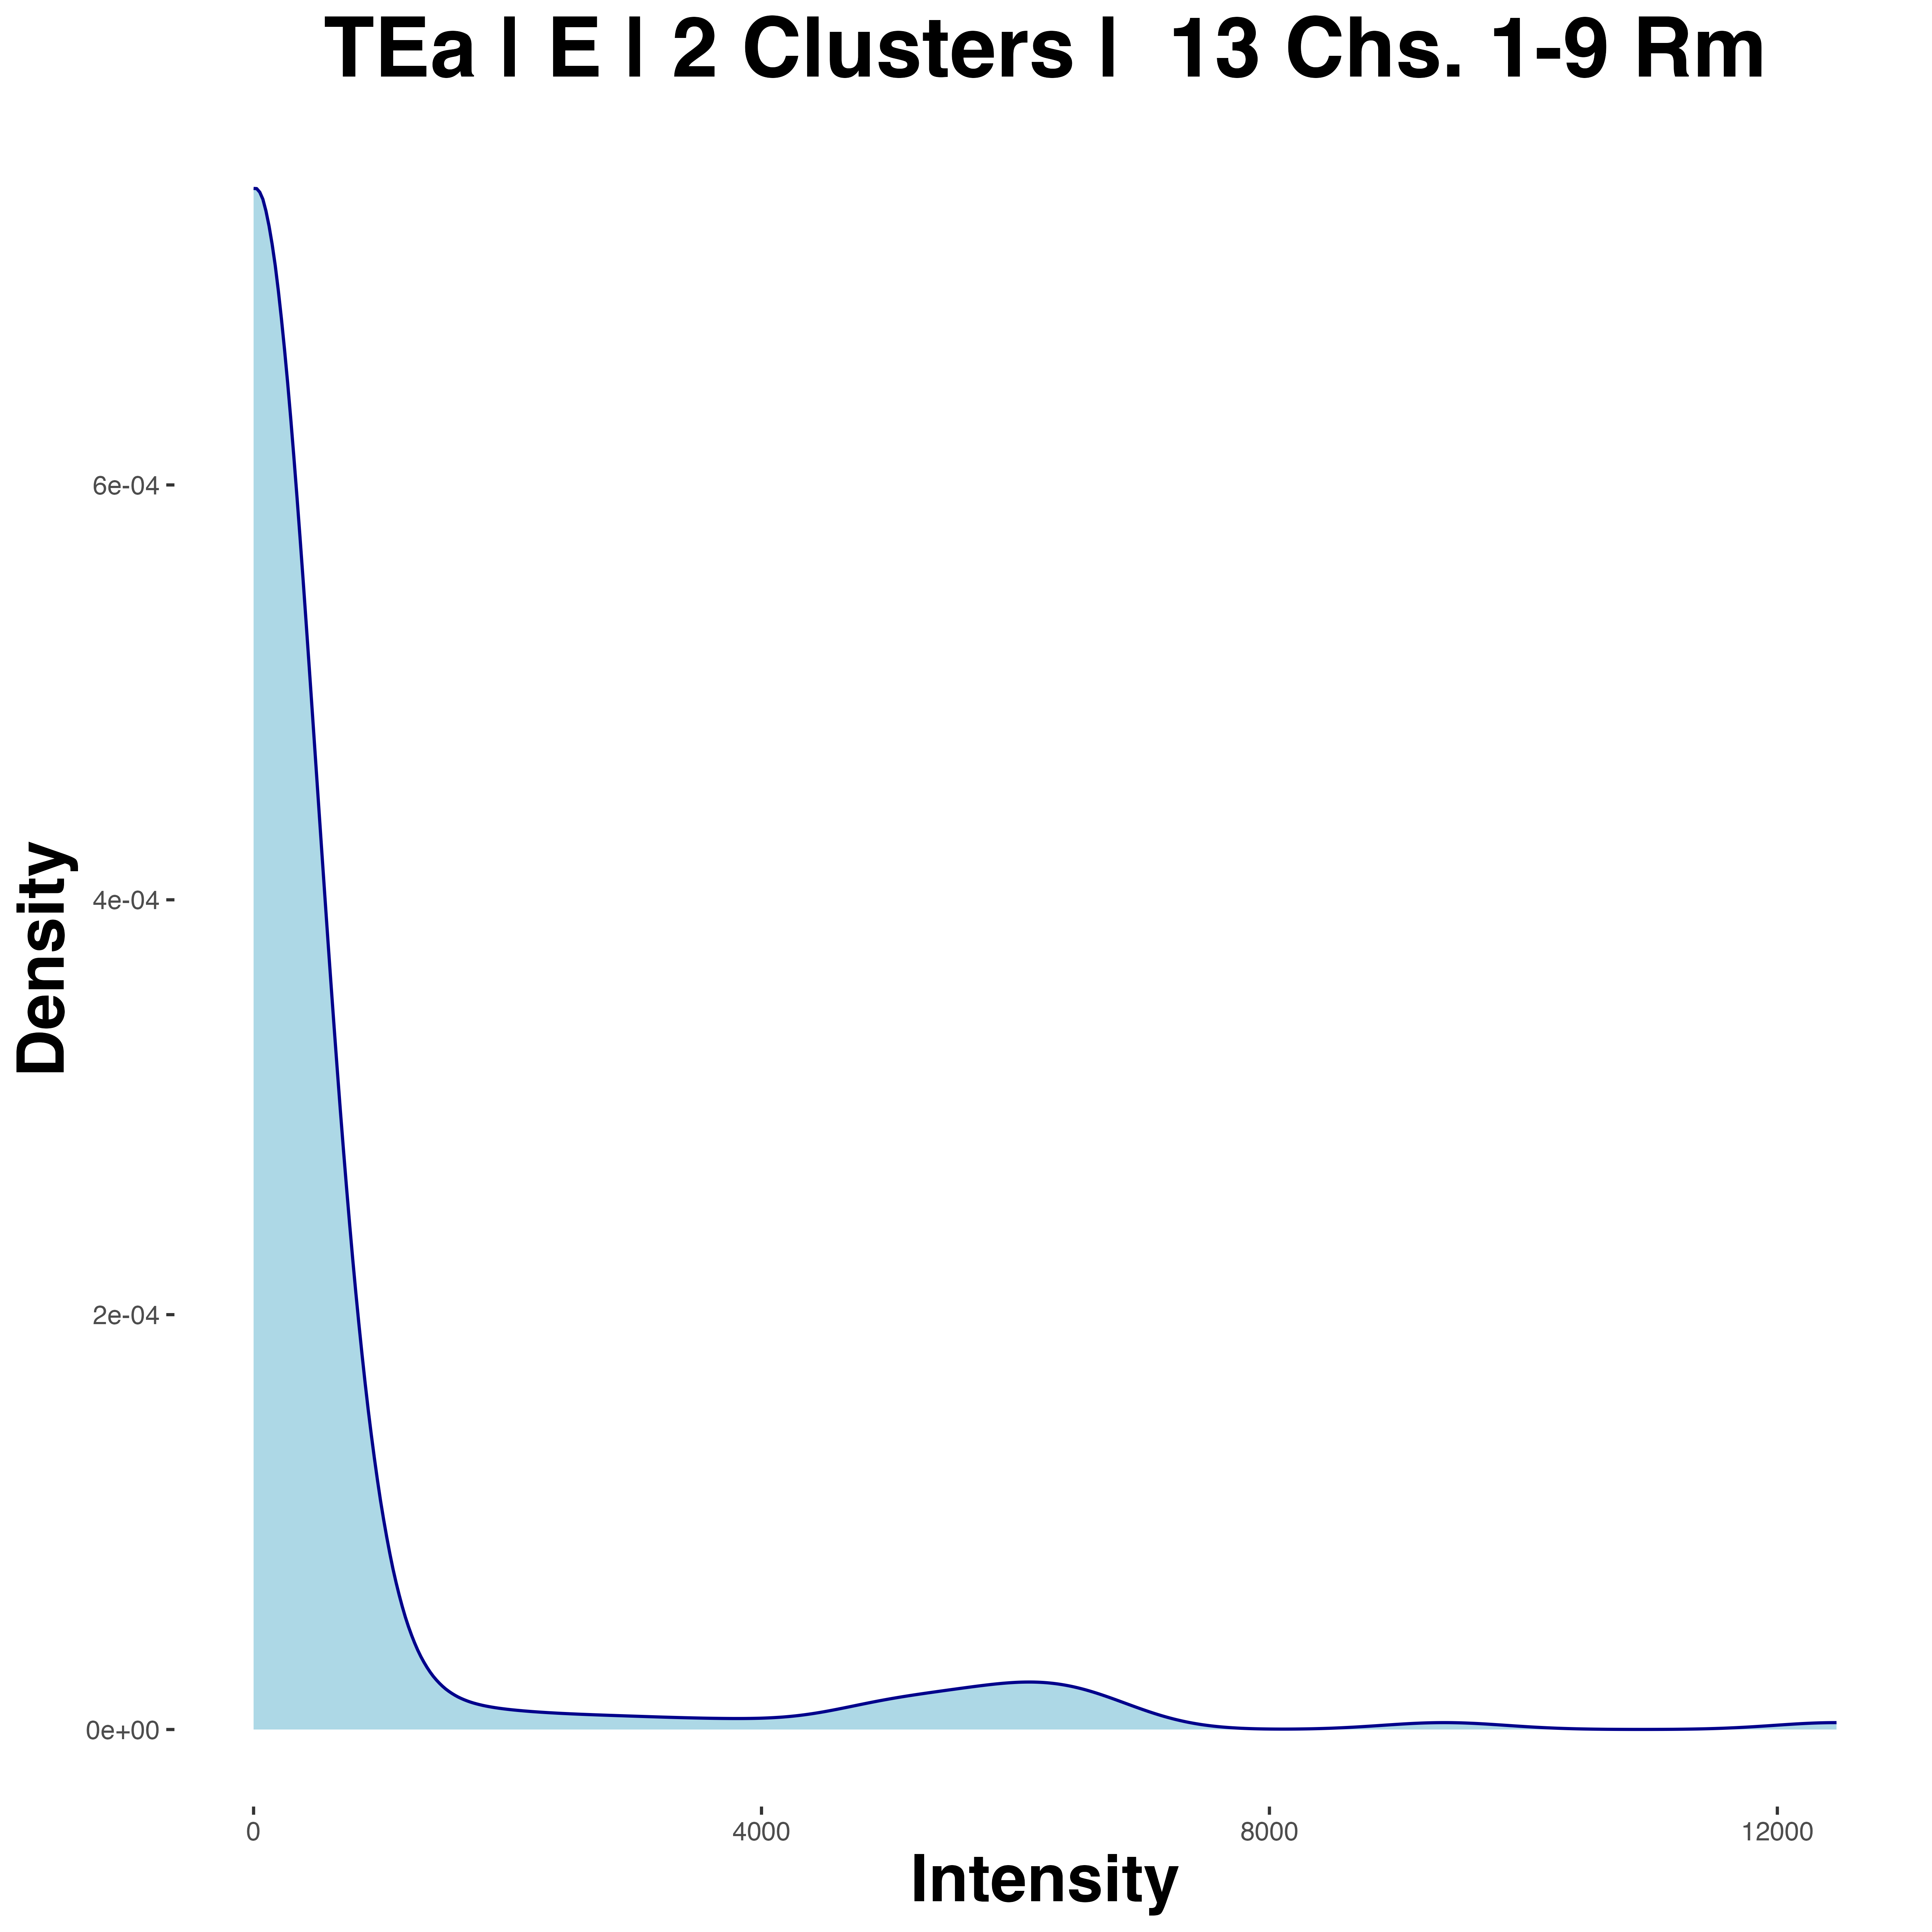 TEa | E | 2 Clusters |  13 Chs. 1-9 Rm
Density
6e-04
4e-04
2e-04
0e+00
0 4000 8000 12000
Intensity